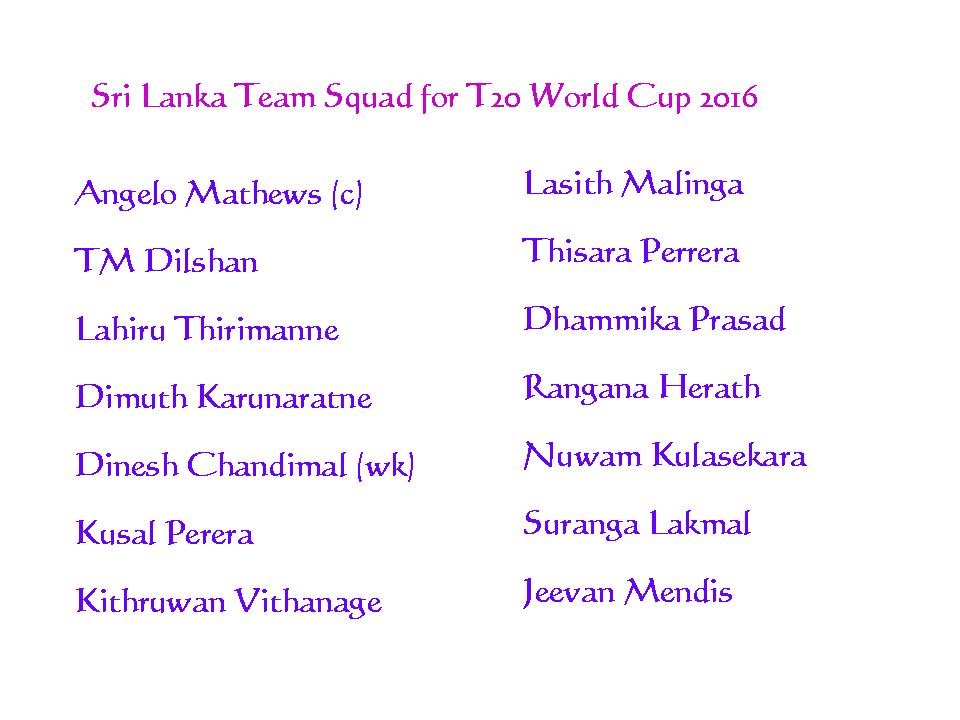 Sri Lanka Team Squad for T20 World Cup 2016
Angelo Mathews (c)
TM Dilshan
Lahiru Thirimanne
Dimuth Karunaratne
Dinesh Chandimal (wk)
Kusal Perera
Kithruwan Vithanage
Lasith Malinga
Thisara Perrera
Dhammika Prasad
Rangana Herath
Nuwam Kulasekara
Suranga Lakmal
Jeevan Mendis